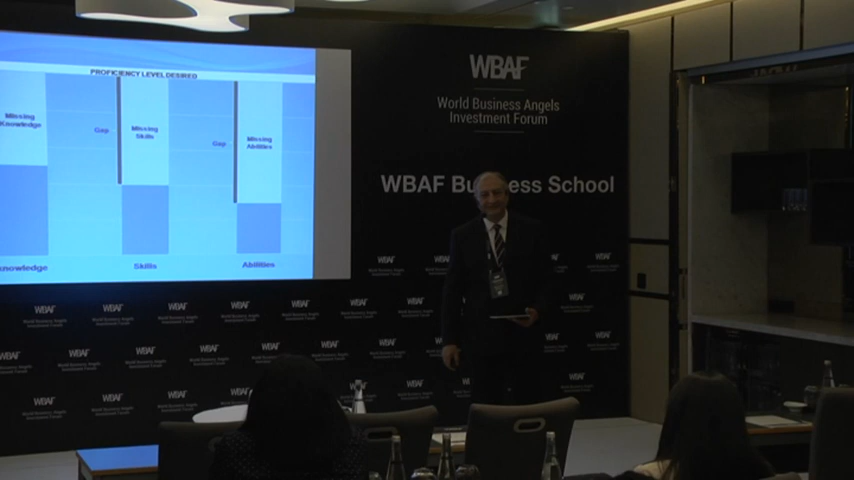 PROFICIENCY LEVEL DESIRED
Missing
Knowledge
Gap
Missing
Skills
Gap
Missing
Abilities
Knowledge
Skills
Abilities
WBAF
World Business Angels
Investment Forum
WBAF Business School